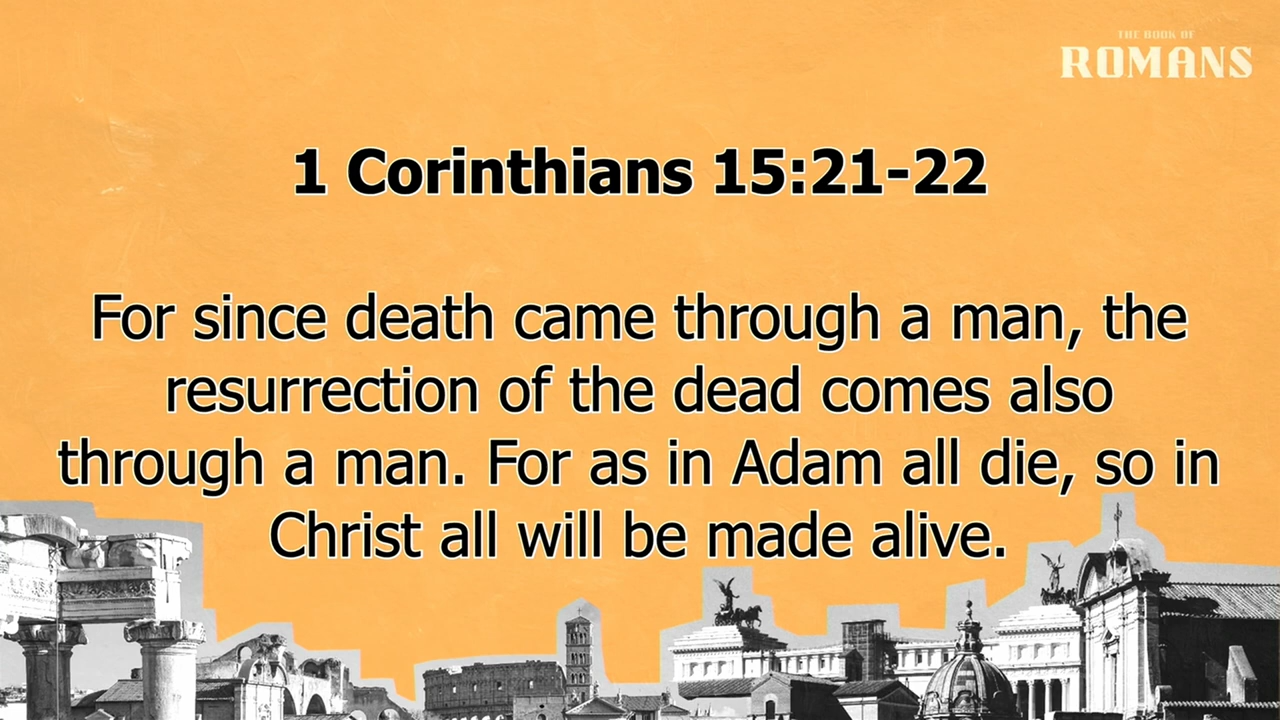 THE BOOK OF
ROMANS
1 Corinthians 15:21-22
For since death came through a man, the
resurrection of the dead comes also
through a man. For as in Adam all die, so in
Christ all will be made alive.